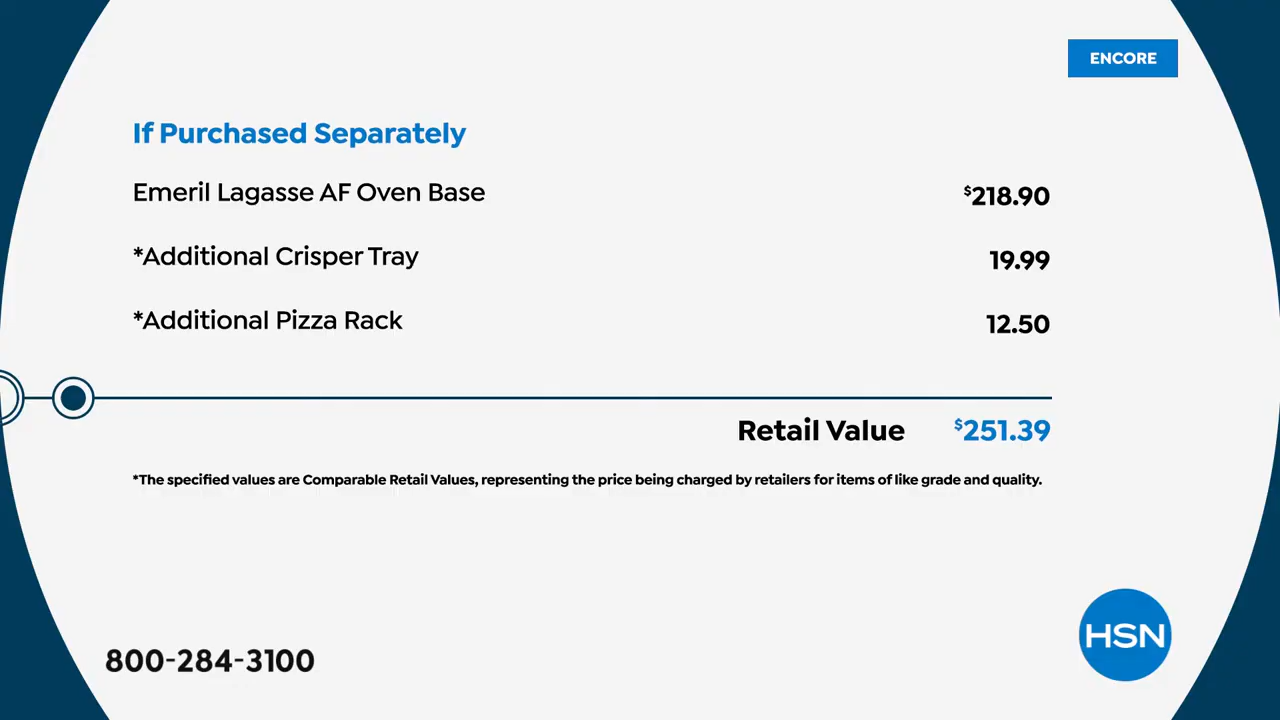 ENCORE
If Purchased Separately
Emeril Lagasse AF Oven Base $218.90
*Additional Crisper Tray 19.99
*Additional Pizza Rack 12.50
Retail Value $251.39
*The specified values are Comparable Retail Values, representing the price being charged by retailers for items of like grade and quality.
HSN
800-284-3100